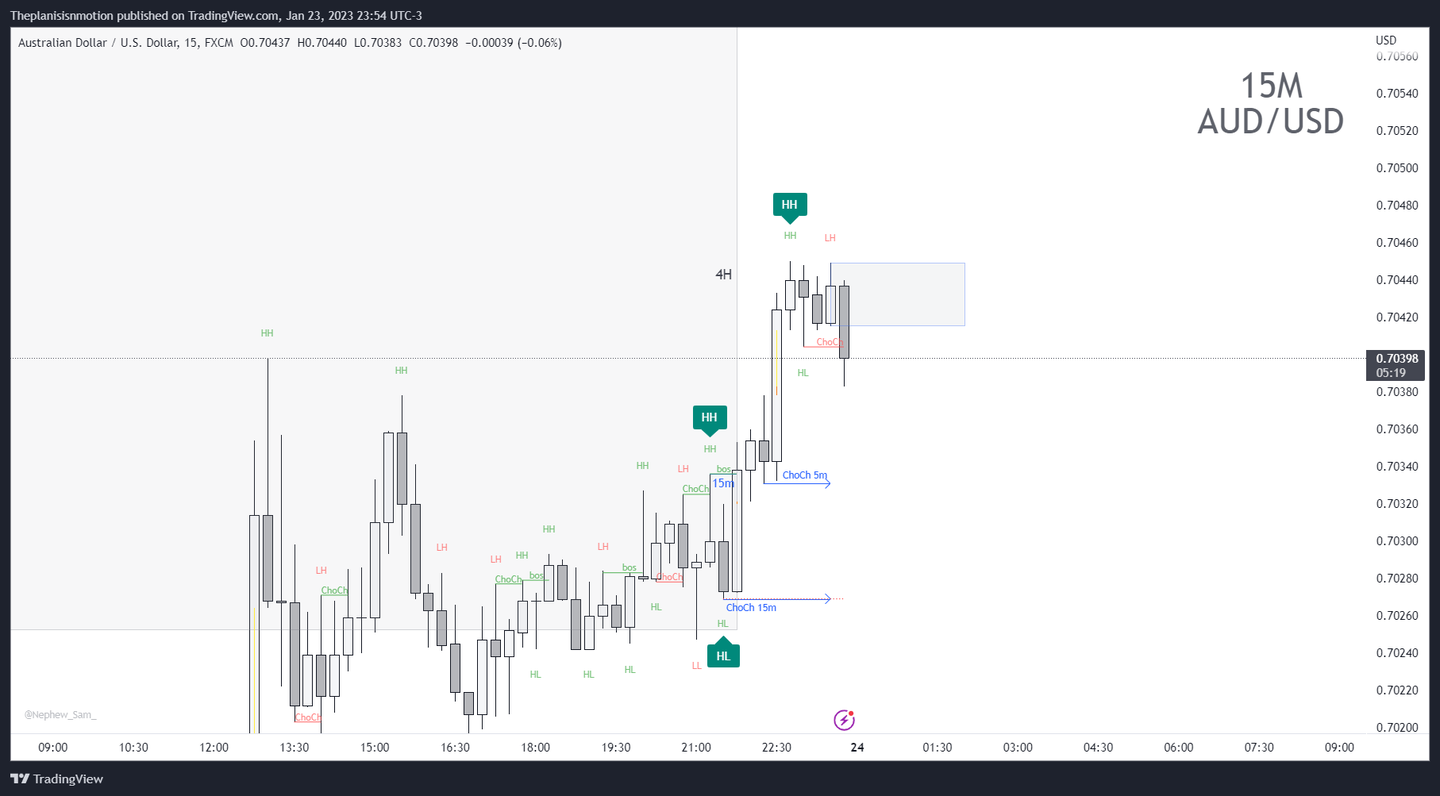 Theplanisisnmotion published on TradingView.com, Jan 23, 2023 23:54 UTC-3
Australian Dollar / U.S. Dollar, 15, FXCM O0.70437 H0.70440 L0.70383 C0.70398 −0.00039 (−0.06%)
USD
0.70560
15M
AUD/USD
0.70540
0.70520
0.70500
HH
0.70480
HH
LH
0.70460
4H
0.70440
0.70420
HH
ChoCh
0.70398
05:19
HH
HL
0.70380
HH
0.70360
HH
HH
LH
bos
0.70340
ChoCh 5m
15m
ChoCh
0.70320
HH
LH
0.70300
LH
HH
LH
LH
bos
ChoCh
bos
ChoCh
0.70280
ChoCh
HL
ChoCh 15m
0.70260
HL
HL
LL
0.70240
HL
HL
HL
0.70220
@Nephew_Sam_
ChoCh
0.70200
09:00 10:30 12:00 13:30 15:00 16:30 18:00 19:30 21:00 22:30 24 01:30 03:00 04:30 06:00 07:30 09:00
TradingView